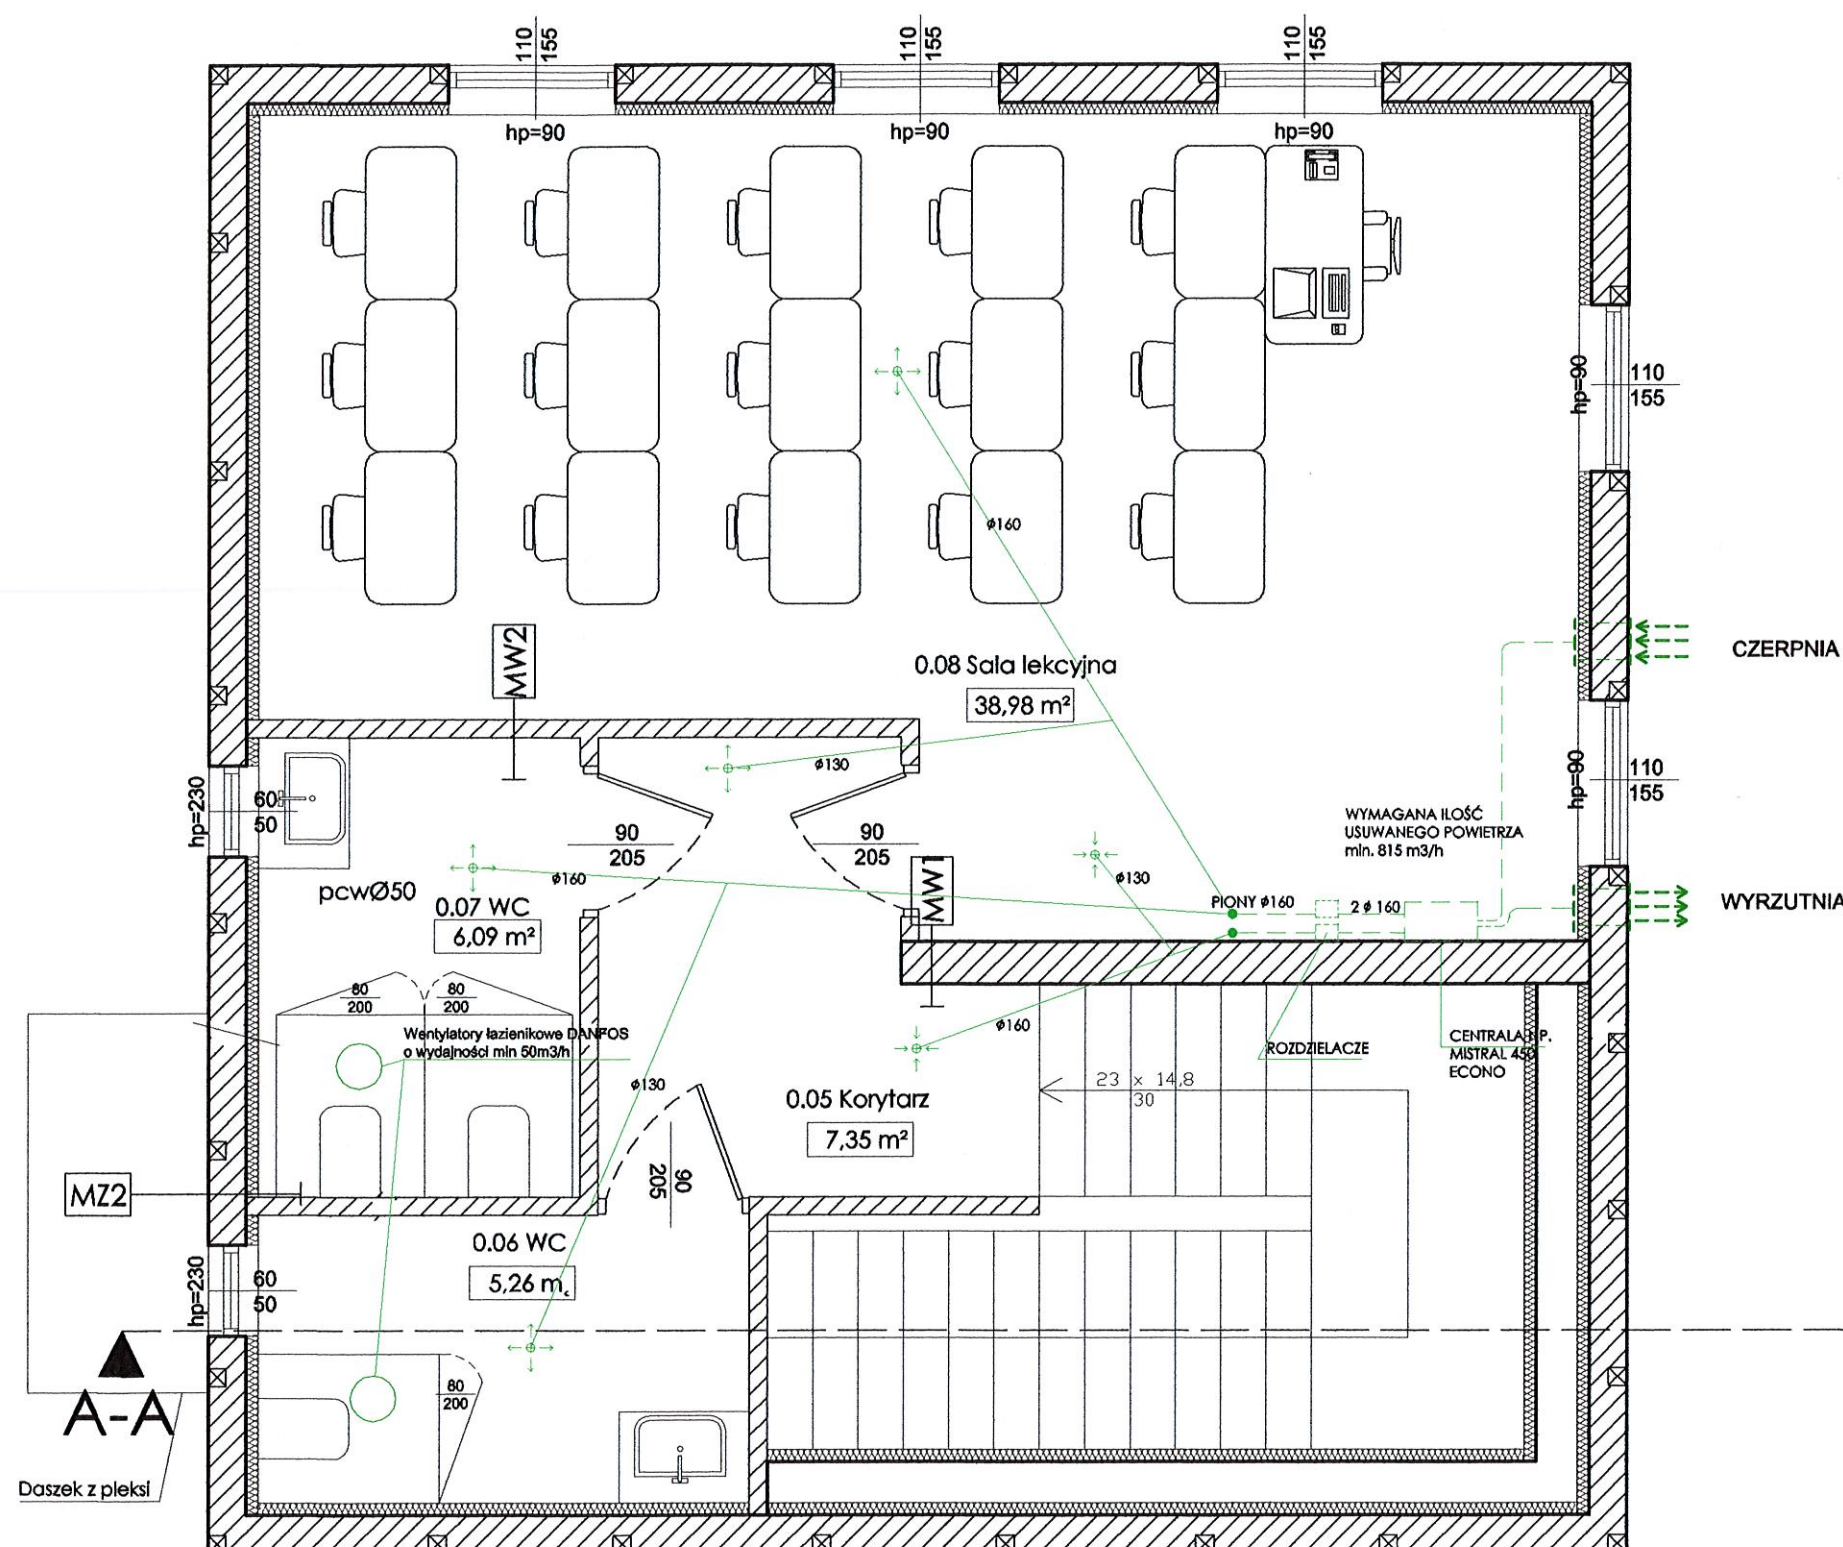 110
155
110
155
110
155
hp=90
hp=90
hp=90
hp=90
110
155
MW2
0.08 Sala lekcyjna
38,98 m²
CZERPNIA
ø130
hp=230
60
50
90
205
90
205
hp=90
110
155
WYMAGANA ILOŚĆ
USUWANEGO POWIETRZA
min. 815 m3/h
ø160
ø160
pcwØ50
0.07 WC
6,09 m²
MW1
ø130
PIONY ø160
2 ø 160
WYRZUTNIA
80
200
80
200
Wentylatory łazienikowe DANFOS
o wydajności min 50m3/h
ø160
ROZDZIELACZE
CENTRALA NP.
MISTRAL 450
ECONO
ø130
0.05 Korytarz
7,35 m²
23 x 14,8
30
90
205
MZ2
0.06 WC
5,26 m
hp=230
60
50
A-A
80
200
Daszek z pleksi